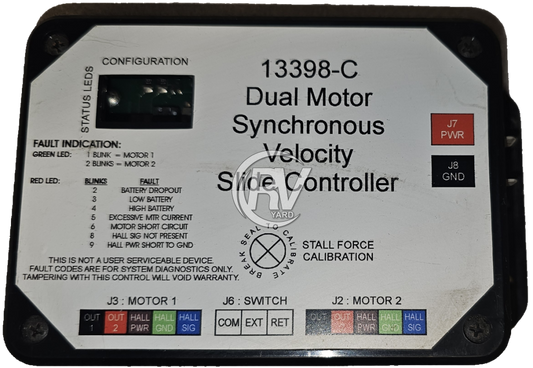 CONFIGURATION
STATUS LEDS
13398-C
Dual Motor
Synchronous
Velocity
Slide Controller
J7
PWR
J8
GND
FAULT INDICATION:
GREEN LED: 1 BLINK = MOTOR 1
2 BLINKS = MOTOR 2
RED LED: BLINKS FAULT
2 BATTERY DROPOUT
3 LOW BATTERY
4 HIGH BATTERY
5 EXCESSIVE MTR CURRENT
6 MOTOR SHORT CIRCUIT
8 HALL SIG NOT PRESENT
9 HALL PWR SHORT TO GND
RV
YARD
BREAK SEAL TO CALIBRATE
STALL FORCE
CALIBRATION
THIS IS NOT A USER SERVICEABLE DEVICE.
FAULT CODES ARE FOR SYSTEM DIAGNOSTICS ONLY.
TAMPERING WITH THIS CONTROL WILL VOID WARRANTY.
J3 : MOTOR 1 J6 : SWITCH J2 : MOTOR 2
OUT 1 OUT 2 HALL PWR HALL GND HALL SIG
COM EXT RET
OUT OUT HALL PWR HALL GND HALL SIG